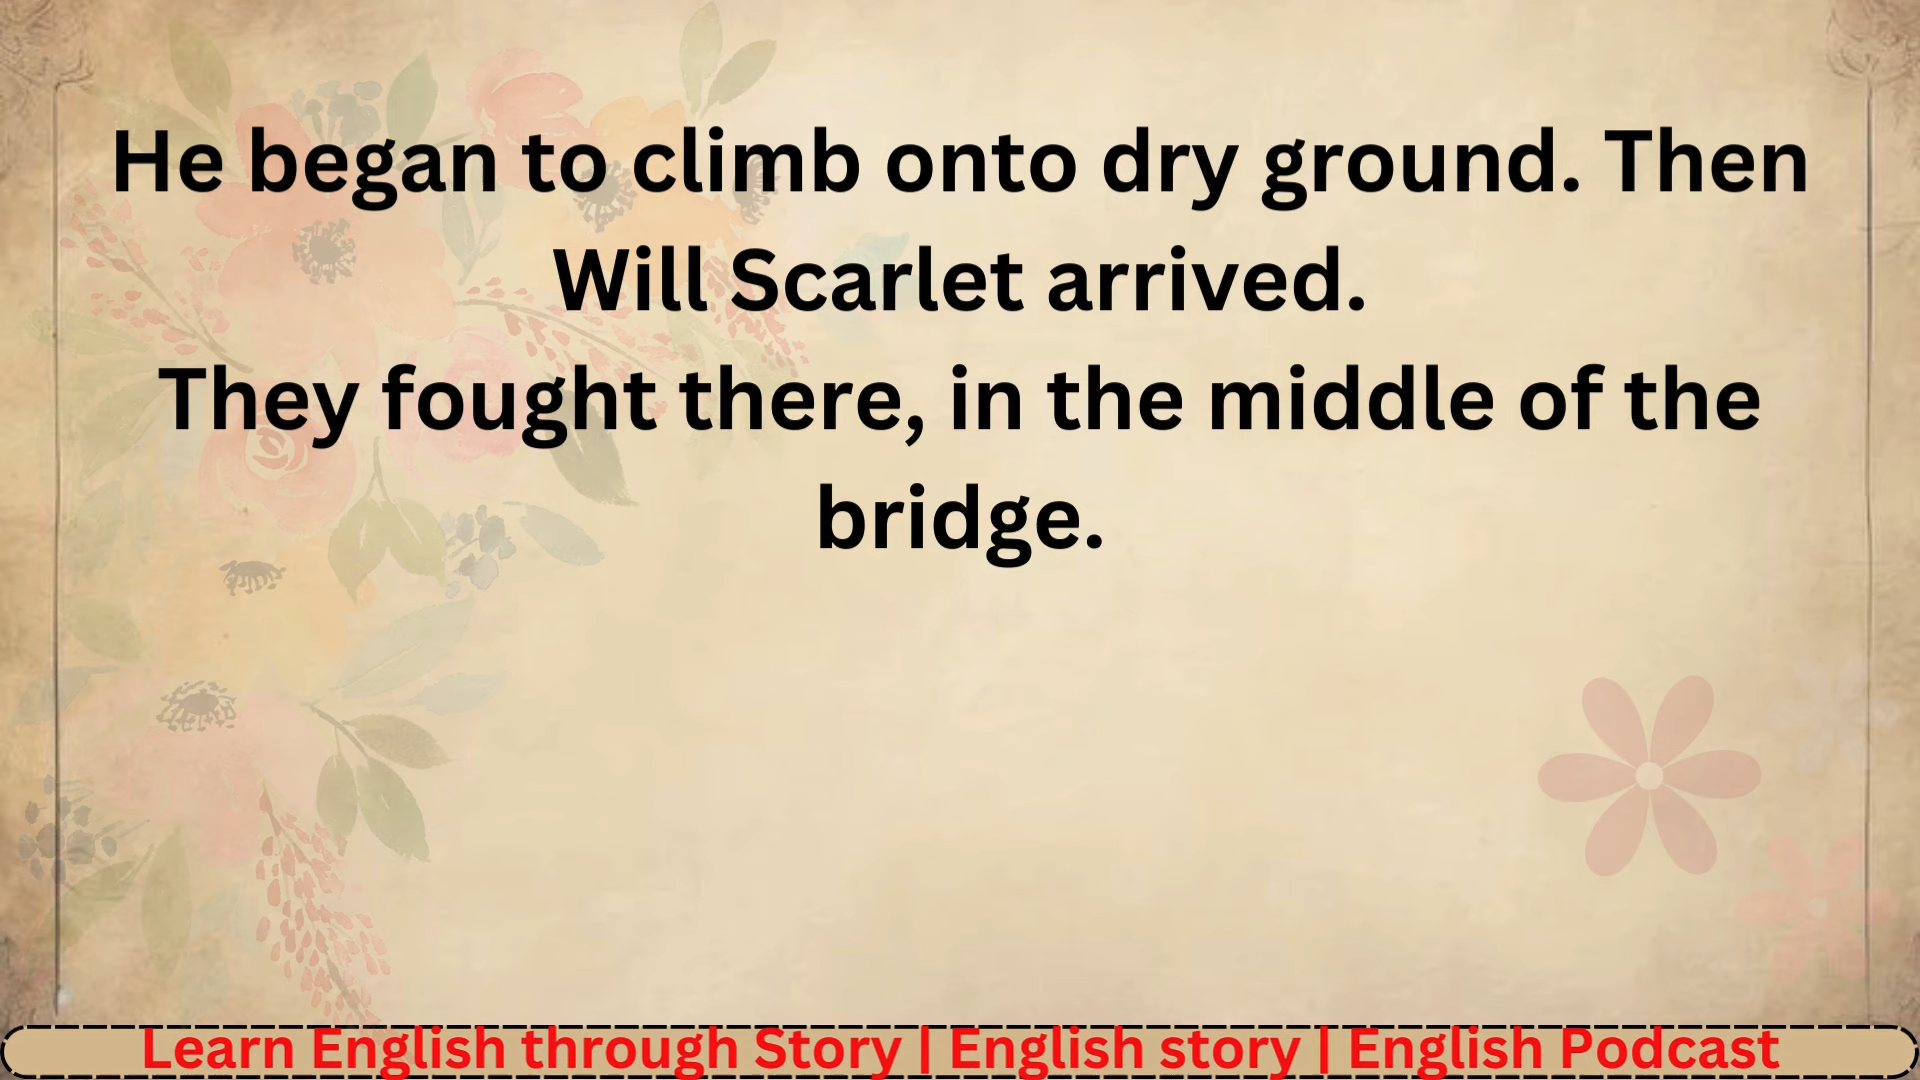 He began to climb onto dry ground. Then
Will Scarlet arrived.
They fought there, in the middle of the
bridge.
Learn English through Story | English story | English Podcast